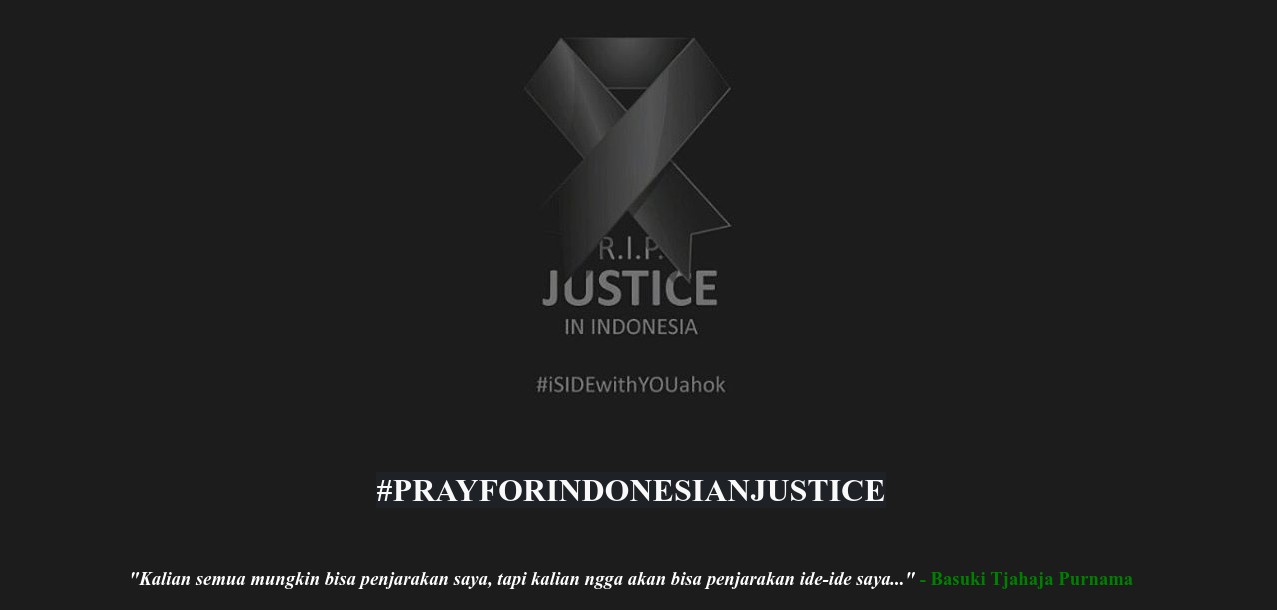 R.I.P.
JUSTICE
IN INDONESIA
#iSIDEwithYOUahok
#PRAYFORINDONESIANJUSTICE
"Kalian semua mungkin bisa penjarakan saya, tapi kalian ngga akan bisa penjarakan ide-ide saya..." - Basuki Tjahaja Purnama